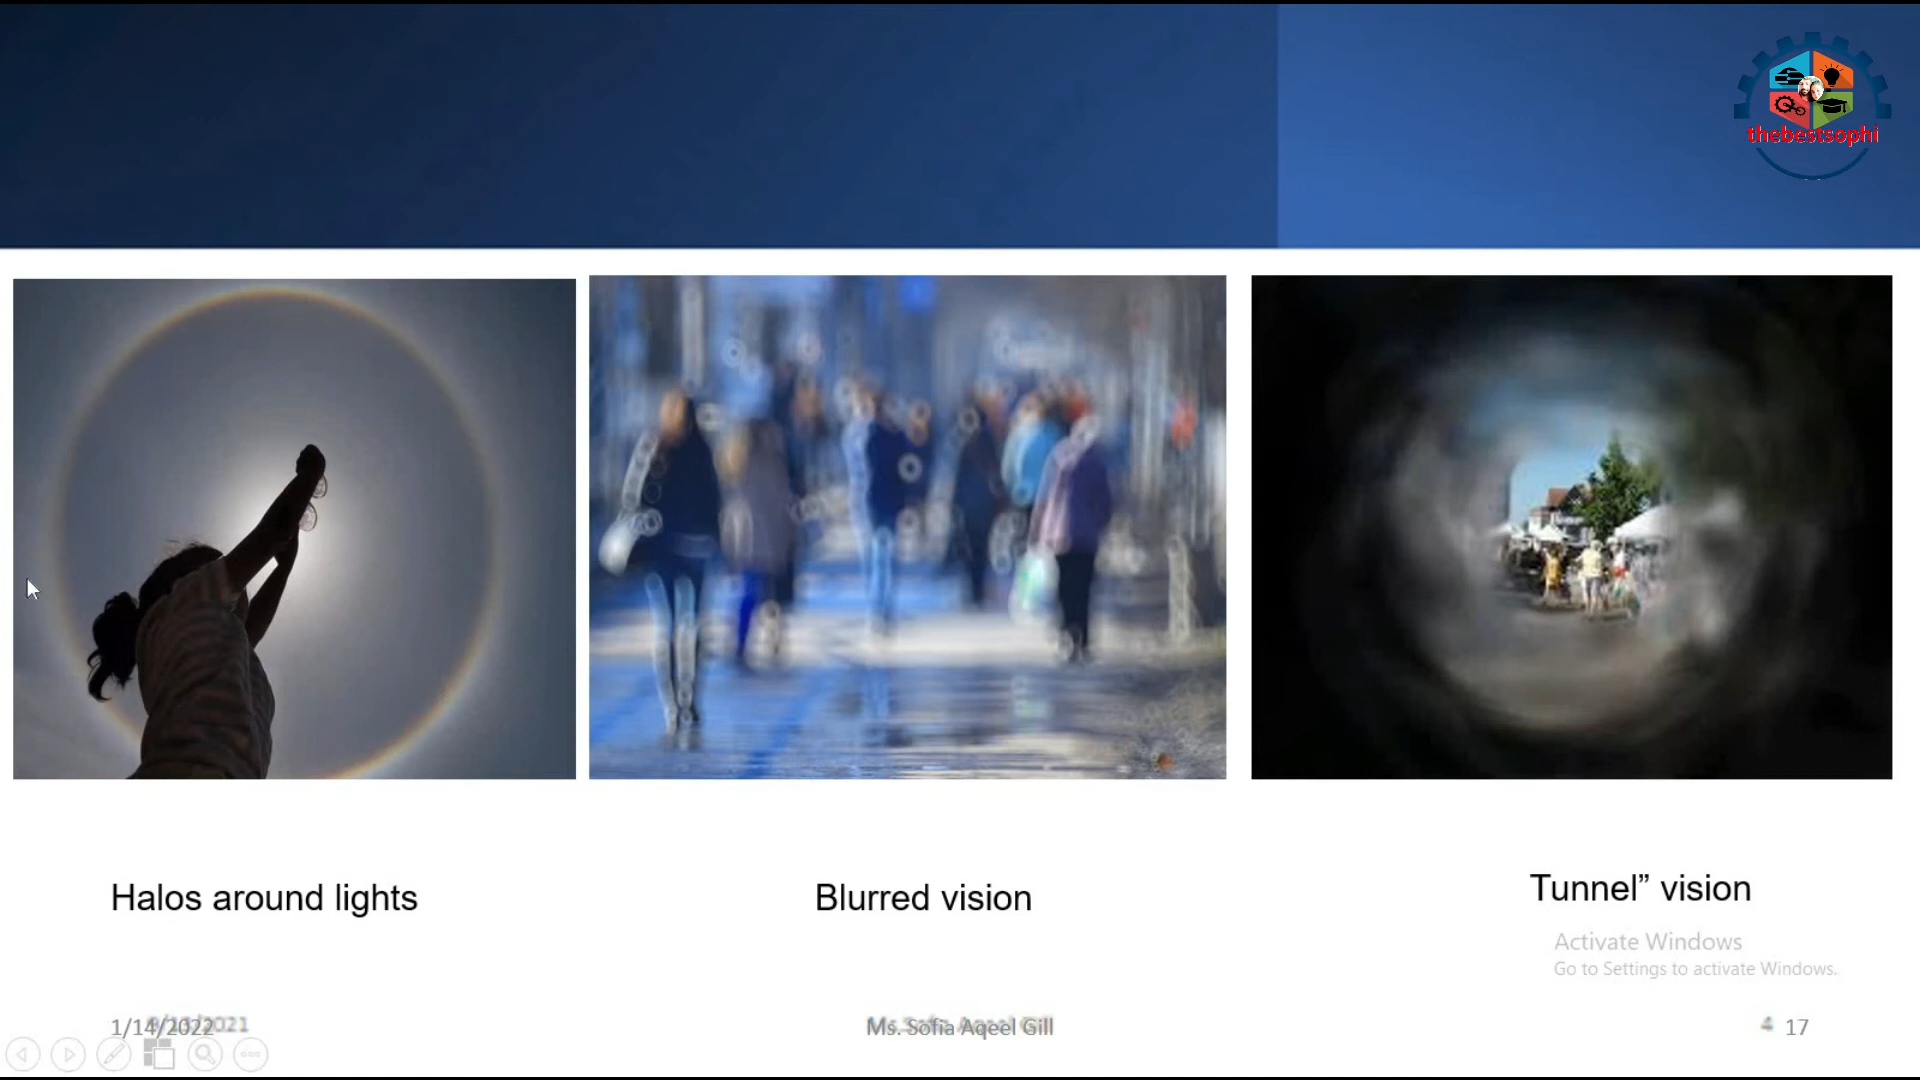 thebestsophi
Halos around lights
Blurred vision
Tunnel” vision
Activate Windows
Go to Settings to activate Windows.
1/14/2022
Ms. Sofia Aqeel Gill
4 17